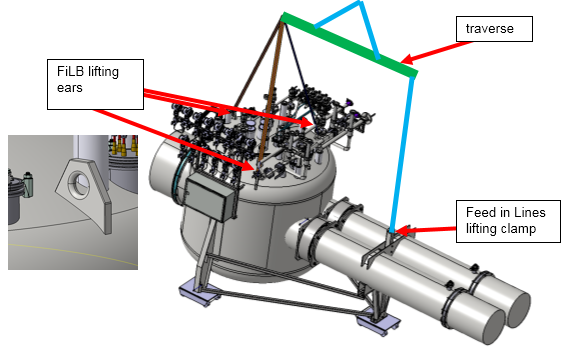 traverse
FiLB lifting
ears
Feed in Lines
lifting clamp